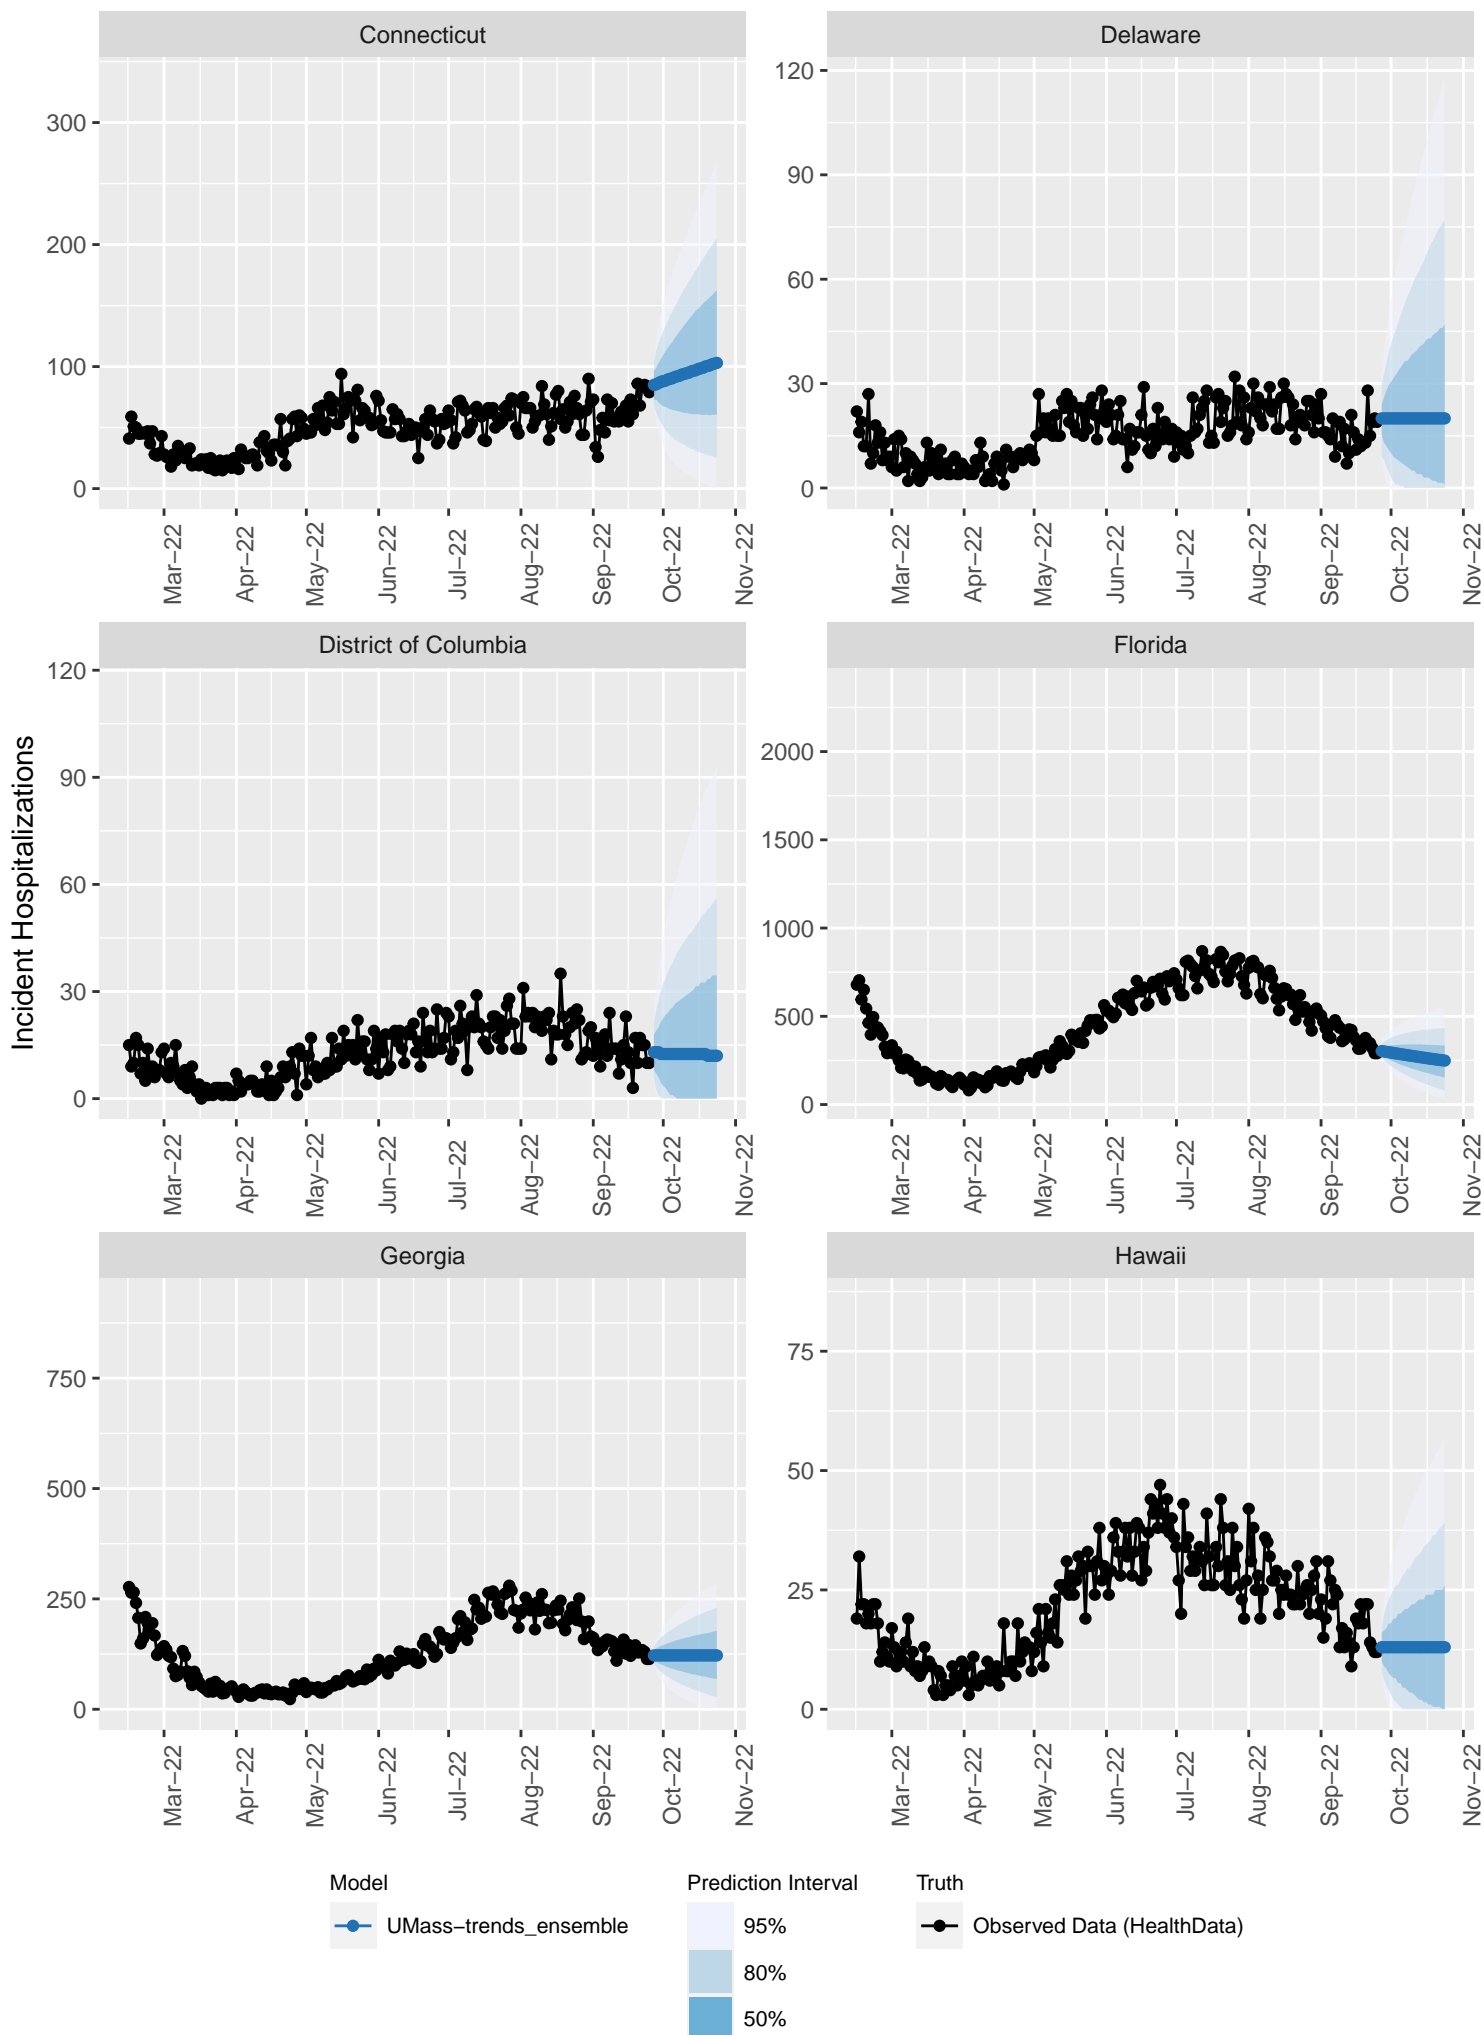 Connecticut
Delaware
300
200
100
0
120
90
60
30
0
Mar−22
Apr−22
May−22
Jun−22
Jul−22
Aug−22
Sep−22
Oct−22
Nov−22
Mar−22
Apr−22
May−22
Jun−22
Jul−22
Aug−22
Sep−22
Oct−22
Nov−22
Incident Hospitalizations
District of Columbia
Florida
120
90
60
30
0
2000
1500
1000
500
0
Mar−22
Apr−22
May−22
Jun−22
Jul−22
Aug−22
Sep−22
Oct−22
Nov−22
Mar−22
Apr−22
May−22
Jun−22
Jul−22
Aug−22
Sep−22
Oct−22
Nov−22
Georgia
Hawaii
750
500
250
0
75
50
25
0
Mar−22
Apr−22
May−22
Jun−22
Jul−22
Aug−22
Sep−22
Oct−22
Nov−22
Mar−22
Apr−22
May−22
Jun−22
Jul−22
Aug−22
Sep−22
Oct−22
Nov−22
Model
UMass−trends_ensemble
Prediction Interval
95%
80%
50%
Truth
Observed Data (HealthData)